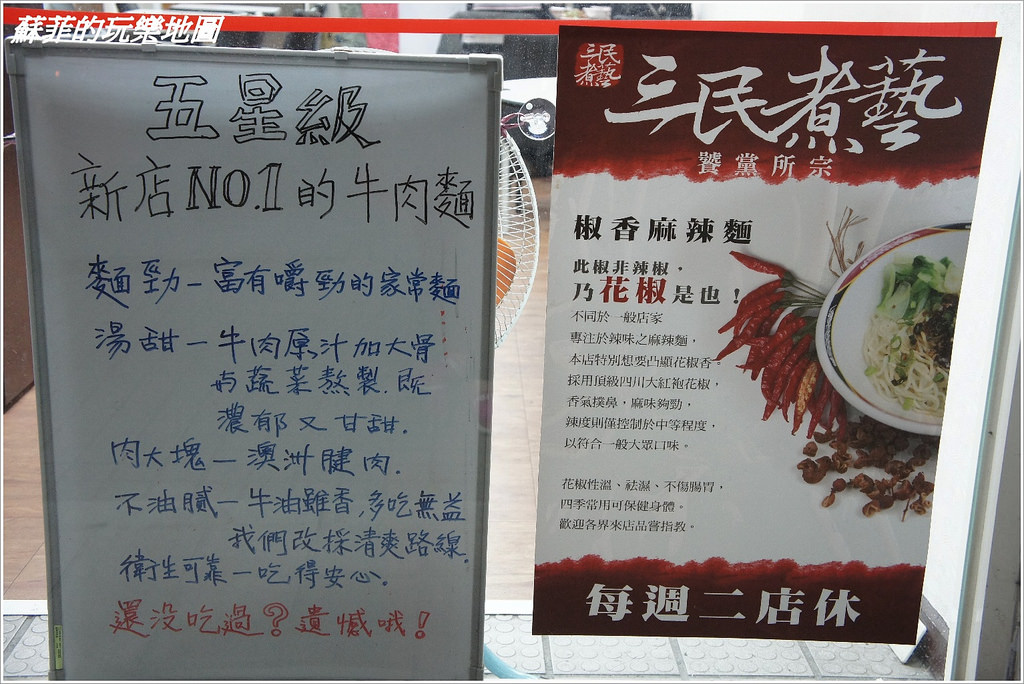 蘇菲的玩樂地圖
五星級
新店NO.1的牛肉麵
麵勁－富有嚼勁的家常麵
湯甜－牛肉原汁加大骨
與蔬菜熬製.既
濃郁又甘甜.
肉大塊－澳洲腱肉.
不油膩－牛油雖香,多吃無益
我們改採清爽路線.
衛生可靠－吃得安心.
還沒吃過?遺憾哦!
三民煮藝
三民煮藝
饕黨所宗
椒香麻辣麵
此椒非辣椒，
乃花椒是也！
不同於一般店家
專注於辣味之麻辣麵，
本店特別想要凸顯花椒香。
採用頂級四川大紅袍花椒，
香氣撲鼻，麻味夠勁，
辣度則僅控制於中等程度，
以符合一般大眾口味。
花椒性溫、祛濕、不傷腸胃，
四季常用可保健身體。
歡迎各界來店品嘗指教。
每週二店休